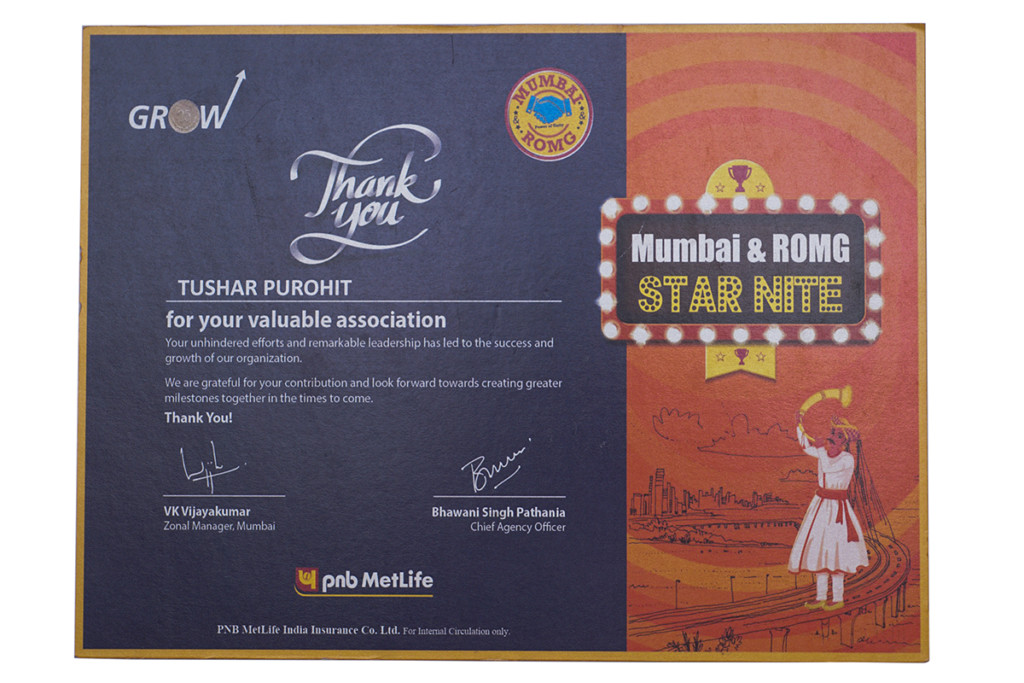 GROW
MUMBAI
Power of Unity
ROMG
Thank
you
TUSHAR PUROHIT
for your valuable association
Your unhindered efforts and remarkable leadership has led to the success and
growth of our organization.
We are grateful for your contribution and look forward towards creating greater
milestones together in the times to come.
Thank You!
VK Vijayakumar
Zonal Manager, Mumbai
Bhawani Singh Pathania
Chief Agency Officer
pnb MetLife
PNB MetLife India Insurance Co. Ltd. For Internal Circulation only.
Mumbai & ROMG
STAR NITE